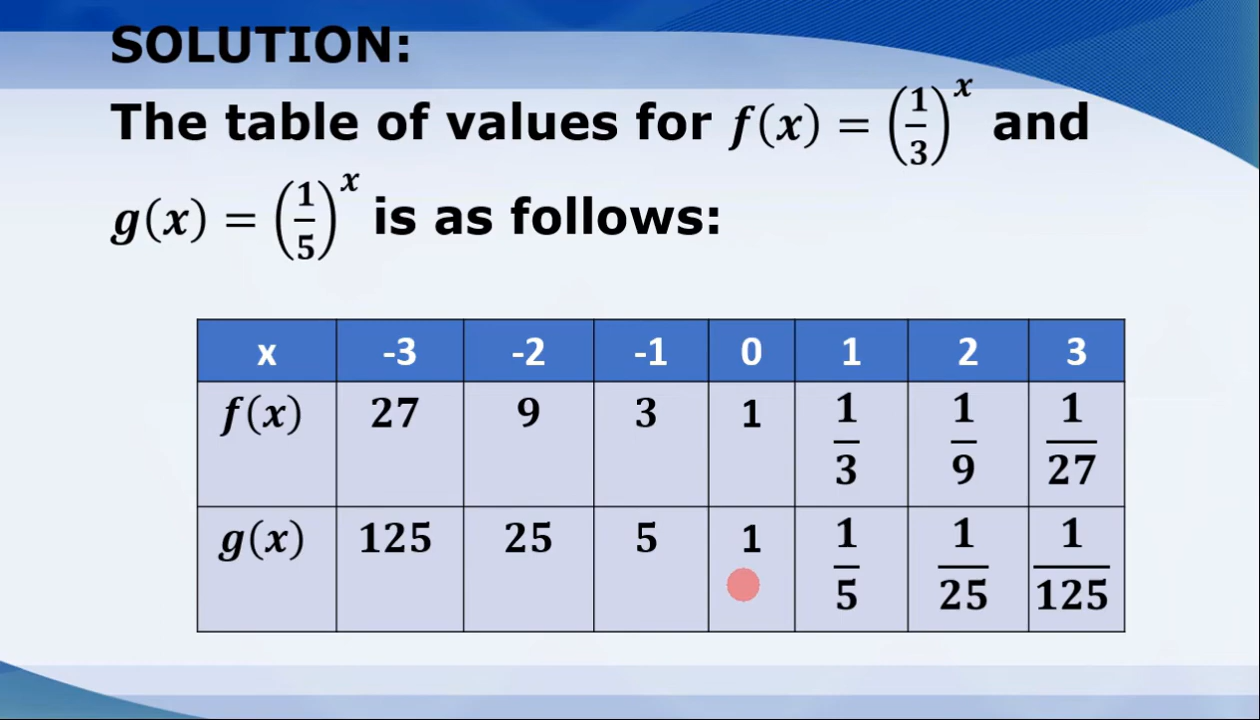 SOLUTION:
The table of values for f(x) = (1/3)^x and
g(x) = (1/5)^x is as follows:
x -3 -2 -1 0 1 2 3
f(x) 27 9 3 1 1/3 1/9 1/27
g(x) 125 25 5 1 1/5 1/25 1/125